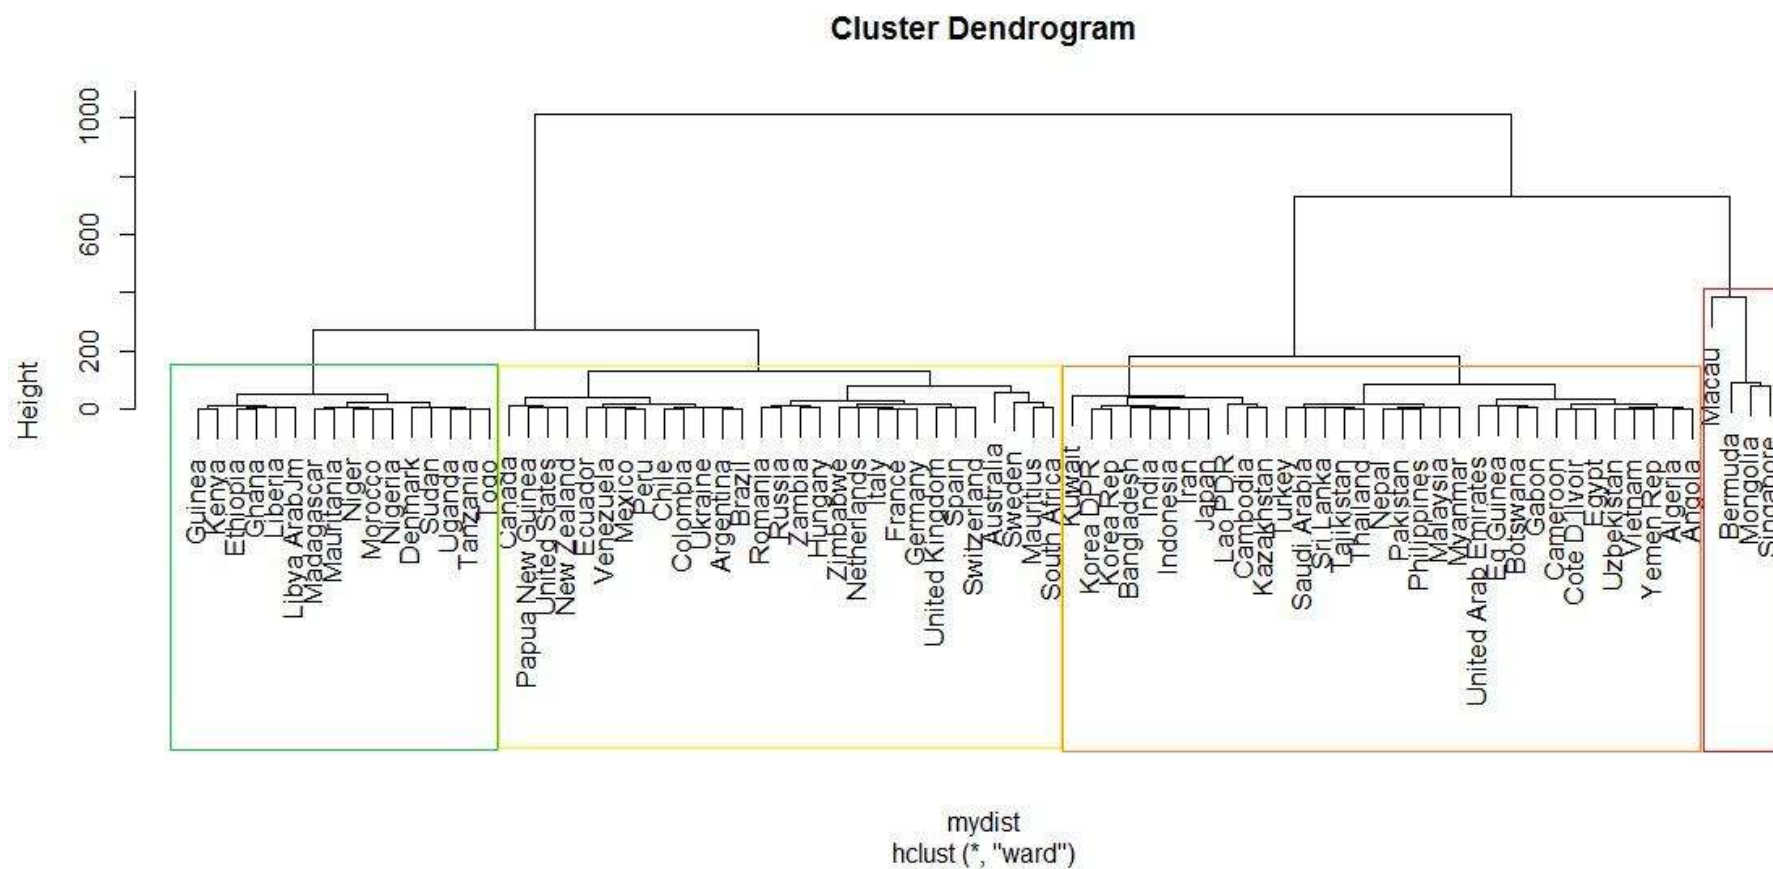 Cluster Dendrogram
Height
1000
600
200
0
Guinea
Kenya
Ethiopia
Ghana
Liberia
Libya ArabJm
Madagascar
Mauritania
Niger
Morocco
Nigeria
Denmark
Sudan
Uganda
Tanzania
Togo
Canada
Papua New Guinea
United States
New Zealand
Ecuador
Venezuela
Mexico
Peru
Chile
Colombia
Ukraine
Argentina
Brazil
Romania
Russia
Zambia
Hungary
Zimbabwe
Netherlands
Italy
France
Germany
United Kingdom
Spain
Switzerland
Australia
Sweden
Mauritius
South Africa
Kuwait
Korea DPR
Korea Rep
Bangladesh
India
Indonesia
Iran
Japan
Lao PDR
Cambodia
Kazakhstan
Turkey
Saudi Arabia
Sri Lanka
Tajikistan
Thailand
Nepal
Pakistan
Philippines
Malaysia
Myanmar
United Arab Emirates
Eq Guinea
Botswana
Gabon
Cameroon
Cote D_Ivoir
Egypt
Uzbekistan
Vietnam
Yemen Rep
Algeria
Angola
Macau
Bermuda
Mongolia
Singapore
mydist
hclust (*, "ward")